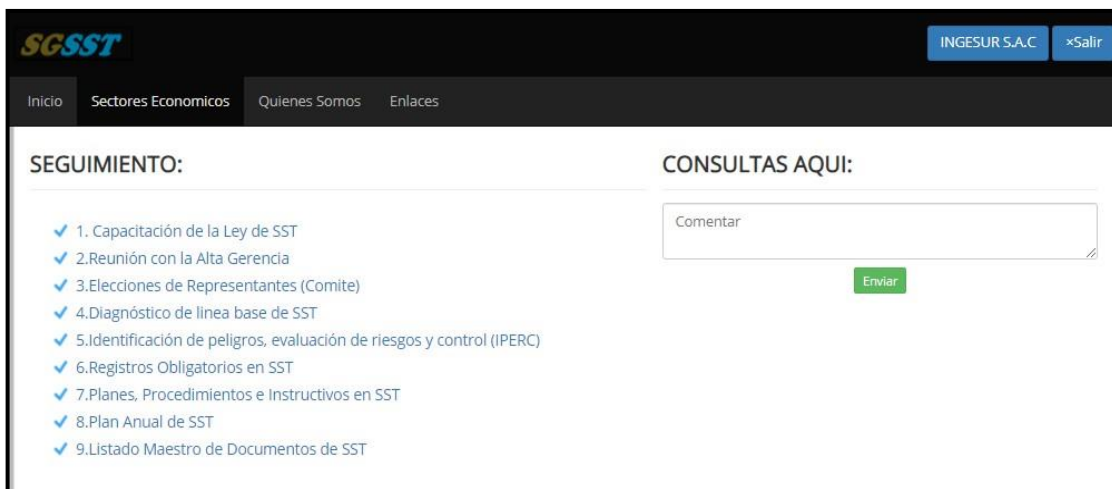 SGSST
INGESUR S.A.C
×Salir
Inicio
Sectores Economicos
Quienes Somos
Enlaces
SEGUIMIENTO:
1. Capacitación de la Ley de SST
2.Reunión con la Alta Gerencia
3.Elecciones de Representantes (Comite)
4.Diagnóstico de linea base de SST
5.Identificación de peligros, evaluación de riesgos y control (IPERC)
6.Registros Obligatorios en SST
7.Planes, Procedimientos e Instructivos en SST
8.Plan Anual de SST
9.Listado Maestro de Documentos de SST
CONSULTAS AQUI:
Comentar
Enviar